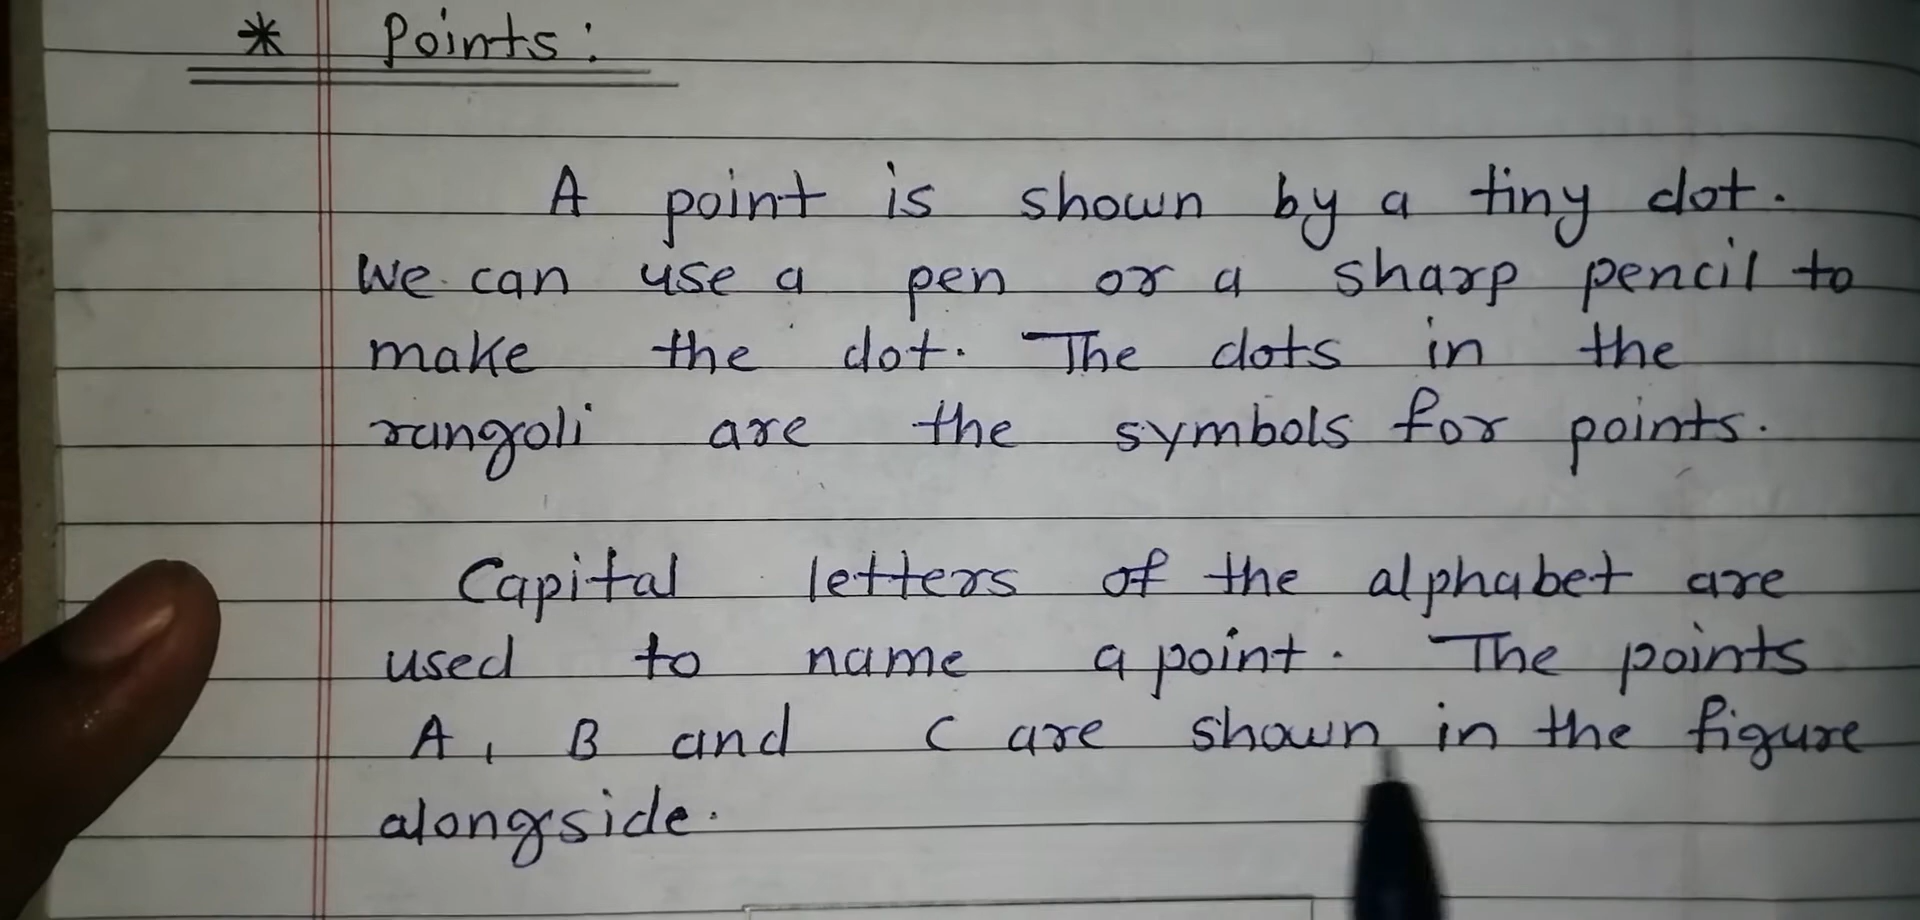 * Points:
A point is shown by a tiny dot.
We can use a pen or a sharp pencil to
make the dot. The dots in the
rangoli are the symbols for points.
Capital letters of the alphabet are
used to name a point. The points
A, B and C are shown in the figure
alongside.